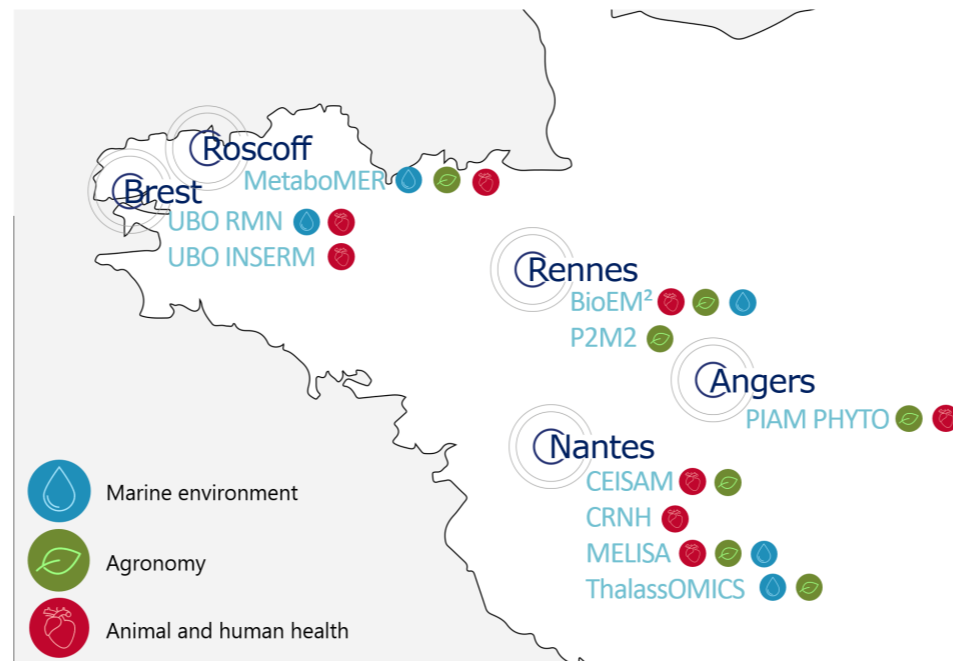 Roscoff
MetaboMER
Brest
UBO RMN
UBO INSERM
Rennes
BioEM²
P2M2
Angers
PIAM PHYTO
Nantes
CEISAM
CRNH
MELISA
ThalassOMICS
Marine environment
Agronomy
Animal and human health